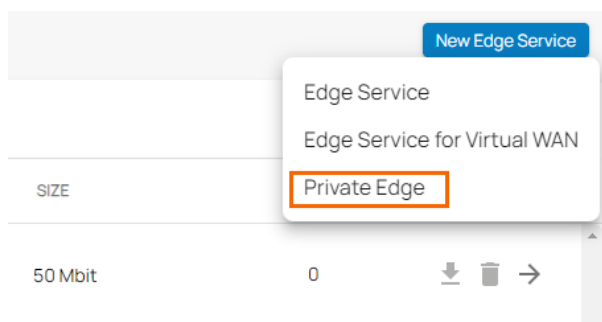 New Edge Service
Edge Service
Edge Service for Virtual WAN
Private Edge
SIZE
50 Mbit
0